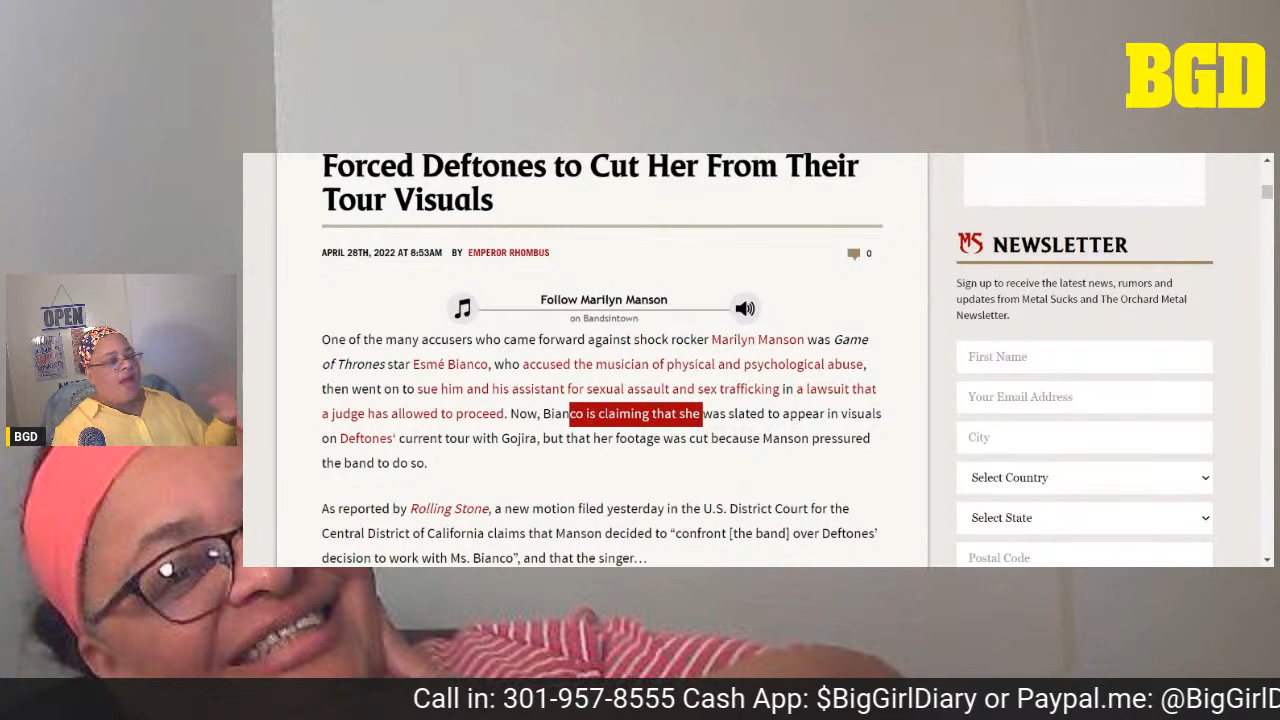 BGD
Forced Deftones to Cut Her From Their
Tour Visuals
APRIL 28TH, 2022 AT 8:53AM BY EMPEROR RHOMBUS
0
Follow Marilyn Manson
on Bandsintown
One of the many accusers who came forward against shock rocker Marilyn Manson was Game
of Thrones star Esmé Bianco, who accused the musician of physical and psychological abuse,
then went on to sue him and his assistant for sexual assault and sex trafficking in a lawsuit that
a judge has allowed to proceed. Now, Bianco is claiming that she was slated to appear in visuals
on Deftones‘ current tour with Gojira, but that her footage was cut because Manson pressured
the band to do so.
As reported by Rolling Stone, a new motion filed yesterday in the U.S. District Court for the
Central District of California claims that Manson decided to “confront [the band] over Deftones’
decision to work with Ms. Bianco”, and that the singer…
MS NEWSLETTER
Sign up to receive the latest news, rumors and
updates from Metal Sucks and The Orchard Metal
Newsletter.
First Name
Your Email Address
City
Select Country
Select State
Postal Code
OPEN
BGD
Call in: 301-957-8555 Cash App: $BigGirlDiary or Paypal.me: @BigGirlD